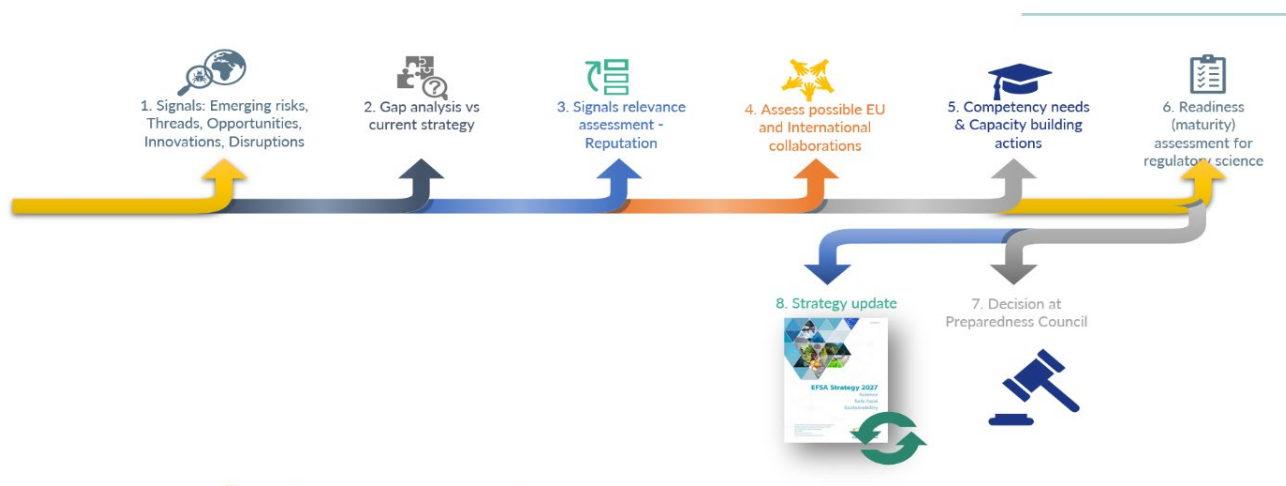 1. Signals: Emerging risks,
Threads, Opportunities,
Innovations, Disruptions
2. Gap analysis vs
current strategy
3. Signals relevance
assessment -
Reputation
4. Assess possible EU
and International
collaborations
5. Competency needs
& Capacity building
actions
6. Readiness
(maturity)
assessment for
regulatory science
8. Strategy update
7. Decision at
Preparedness Council
EFSA Strategy 2027
Science
Safe food
Sustainability